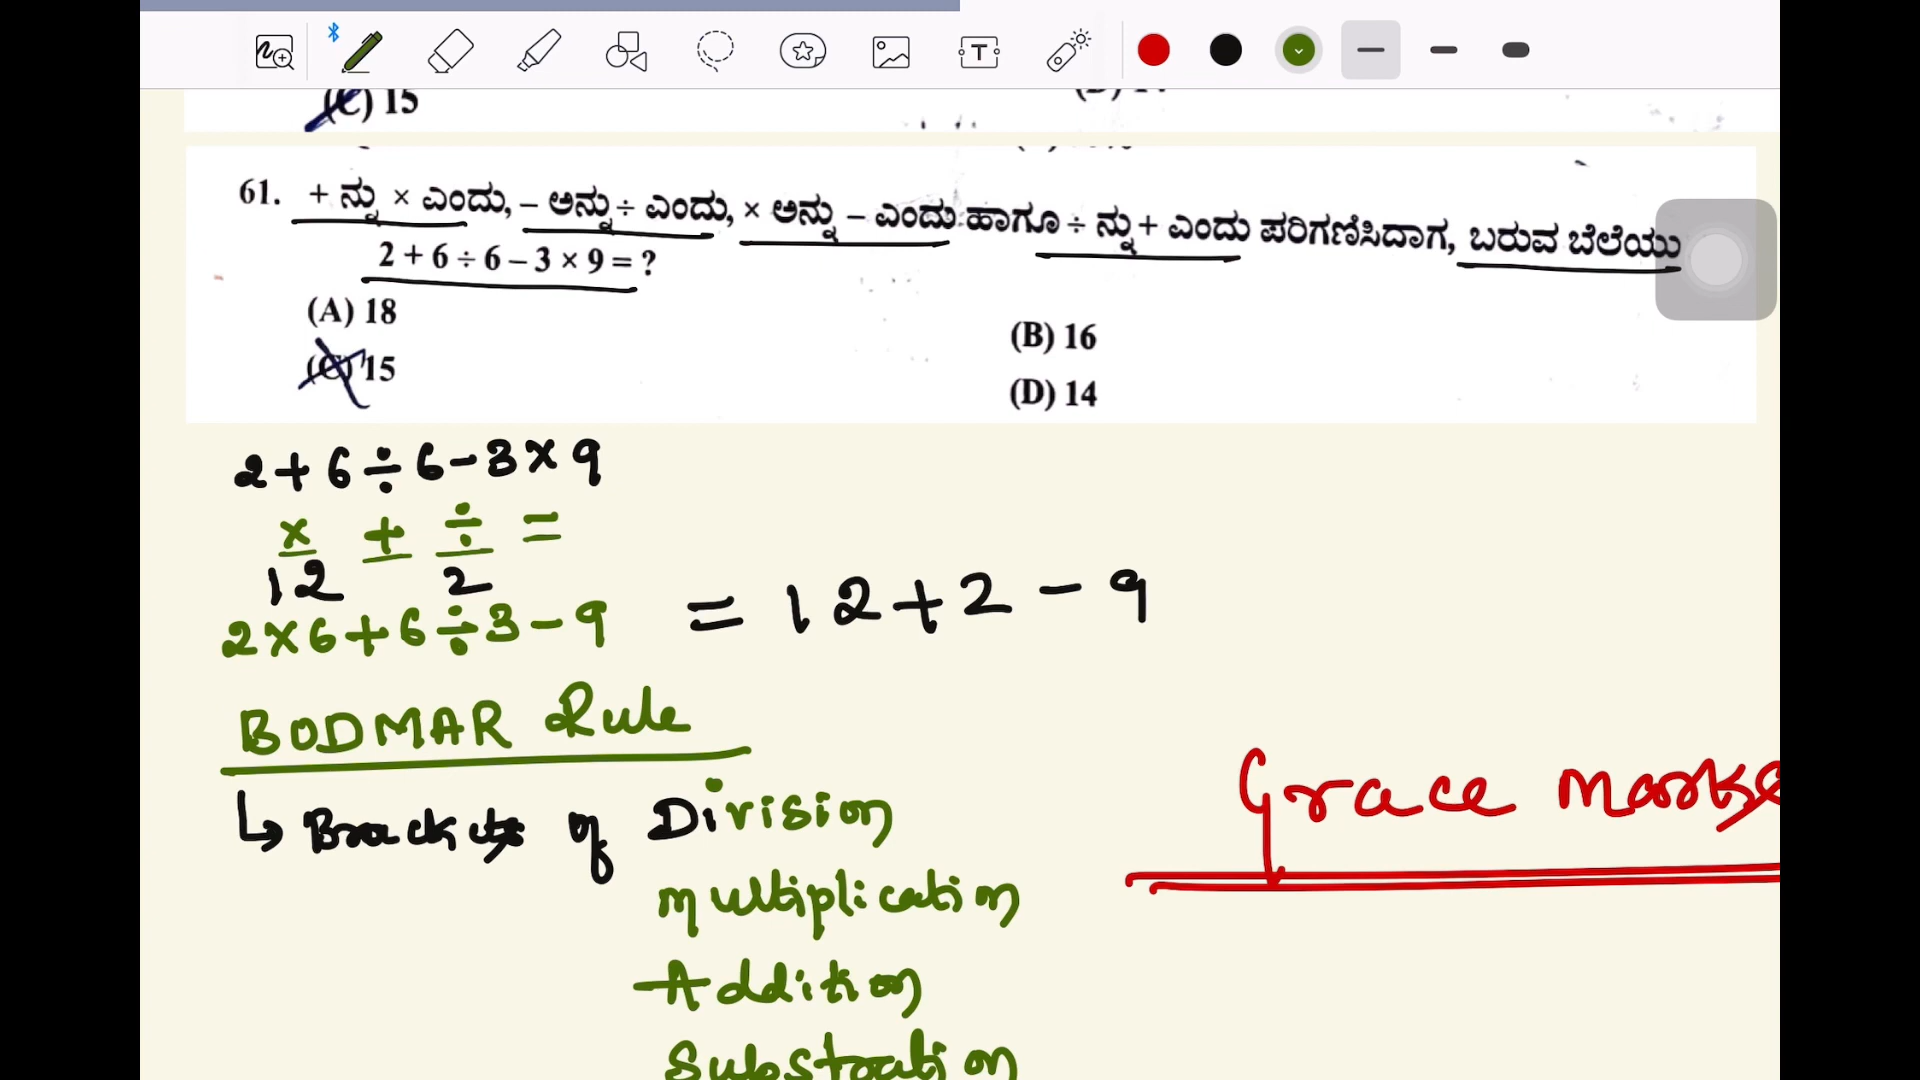 (C) 15
61. + ನ್ನು × ಎಂದು, – ಅನ್ನು ÷ ಎಂದು, × ಅನ್ನು – ಎಂದು ಹಾಗೂ ÷ ನ್ನು + ಎಂದು ಪರಿಗಣಿಸಿದಾಗ, ಬರುವ ಬೆಲೆಯು
2 + 6 ÷ 6 – 3 × 9 = ?
(A) 18
(B) 16
(C) 15
(D) 14
2+6÷6-3×9
× + ÷ =
12 2
2×6+6÷3-9 = 12+2-9
BODMAR Rule
↳ Brackets of Division
Multiplication
Addition
Substraction
Grace Marks